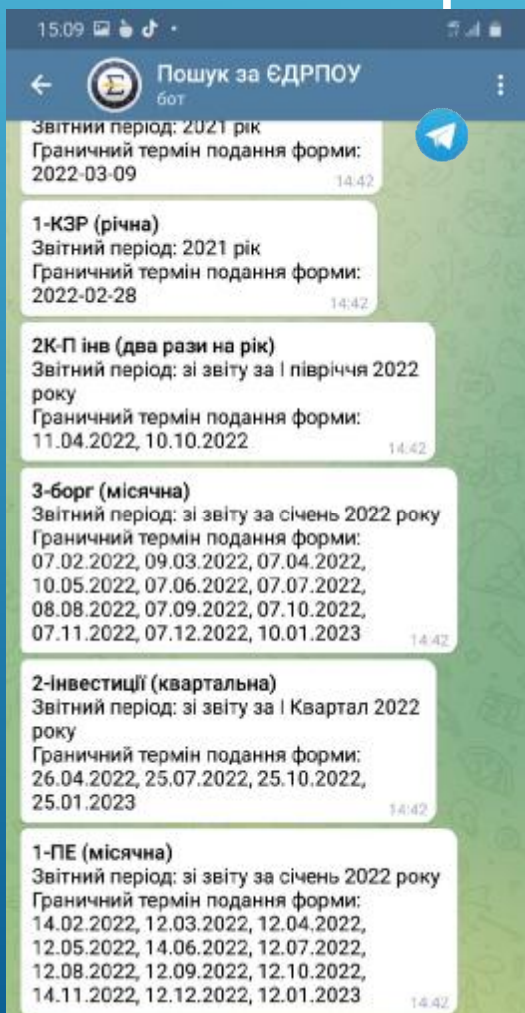 15:09
Пошук за ЄДРПОУ
бот
Звітний період: 2021 рік
Граничний термін подання форми:
2022-03-09
14:42
1-КЗР (річна)
Звітний період: 2021 рік
Граничний термін подання форми:
2022-02-28
14:42
2К-П інв (два рази на рік)
Звітний період: зі звіту за І півріччя 2022
року
Граничний термін подання форми:
11.04.2022, 10.10.2022
14:42
3-борг (місячна)
Звітний період: зі звіту за січень 2022 року
Граничний термін подання форми:
07.02.2022, 09.03.2022, 07.04.2022,
10.05.2022, 07.06.2022, 07.07.2022,
08.08.2022, 07.09.2022, 07.10.2022,
07.11.2022, 07.12.2022, 10.01.2023
14:42
2-інвестиції (квартальна)
Звітний період: зі звіту за І Квартал 2022
року
Граничний термін подання форми:
26.04.2022, 25.07.2022, 25.10.2022,
25.01.2023
14:42
1-ПЕ (місячна)
Звітний період: зі звіту за січень 2022 року
Граничний термін подання форми:
14.02.2022, 12.03.2022, 12.04.2022,
12.05.2022, 14.06.2022, 12.07.2022,
12.08.2022, 12.09.2022, 12.10.2022,
14.11.2022, 12.12.2022, 12.01.2023
14:42